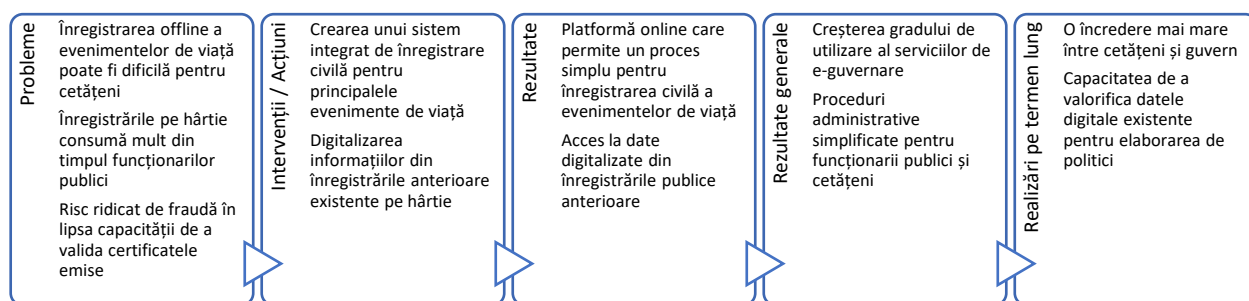 Probleme
Înregistrarea offline a
evenimentelor de viață
poate fi dificilă pentru
cetățeni
Înregistrările pe hârtie
consumă mult din
timpul funcționarilor
publici
Risc ridicat de fraudă în
lipsa capacității de a
valida certificatele
emise
Intervenții / Acțiuni
Crearea unui sistem
integrat de înregistrare
civilă pentru
principalele
evenimente de viață
Digitalizarea
informațiilor din
înregistrările anterioare
existente pe hârtie
Rezultate
Platformă online care
permite un proces
simplu pentru
înregistrarea civilă a
evenimentelor de viață
Acces la date
digitalizate din
înregistrările publice
anterioare
Rezultate generale
Creșterea gradului de
utilizare al serviciilor de
e-guvernare
Proceduri
administrative
simplificate pentru
funcționarii publici și
cetățeni
Realizări pe termen lung
O încredere mai mare
între cetățeni și guvern
Capacitatea de a
valorifica datele
digitale existente
pentru elaborarea de
politici